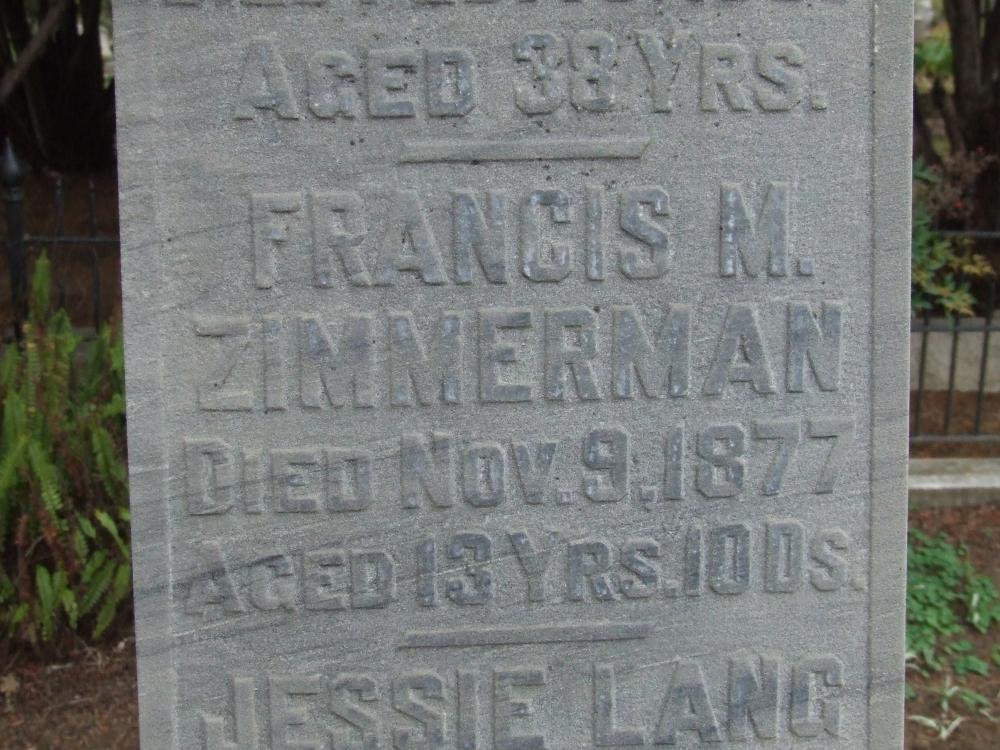 AGED 38 YRS.
FRANCIS M.
ZIMMERMAN
DIED NOV. 9, 1877
AGED 13 YRS. 10 DS.
JESSIE LANG